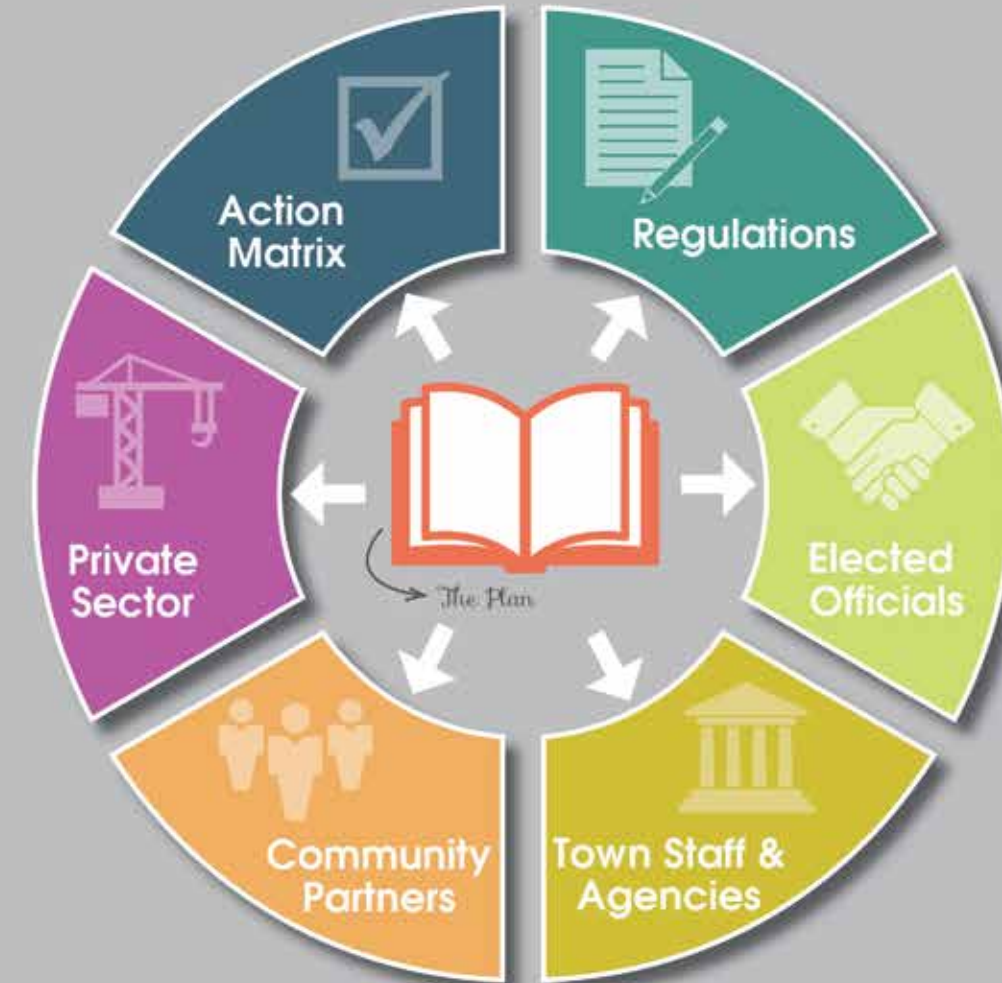 Action
Matrix
Regulations
Private
Sector
Elected
Officials
The Plan
Community
Partners
Town Staff &
Agencies